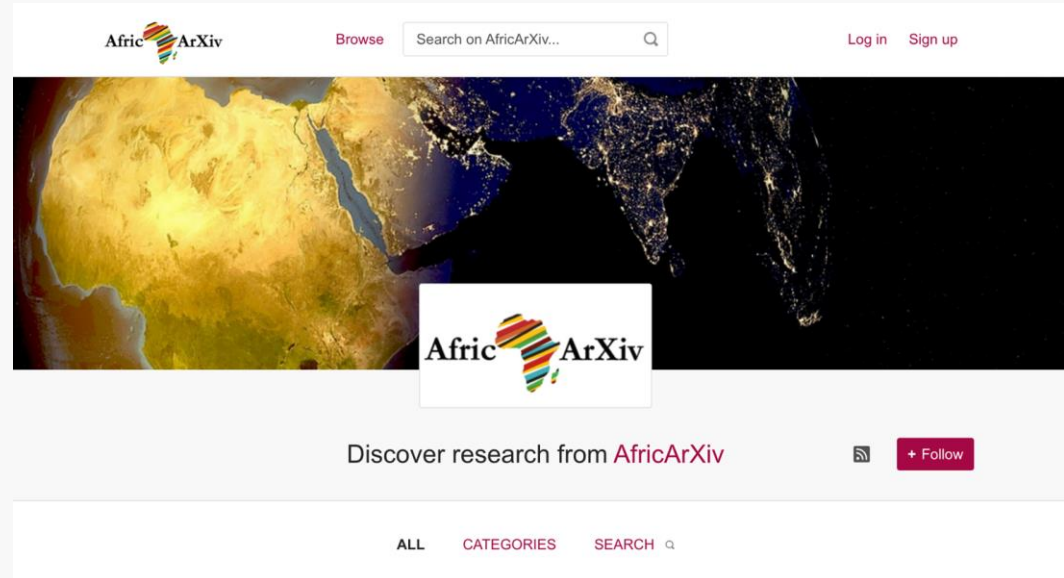 Afric ArXiv
Browse
Search on AfricArXiv...
Log in
Sign up
Afric ArXiv
Discover research from AfricArXiv
+ Follow
ALL
CATEGORIES
SEARCH